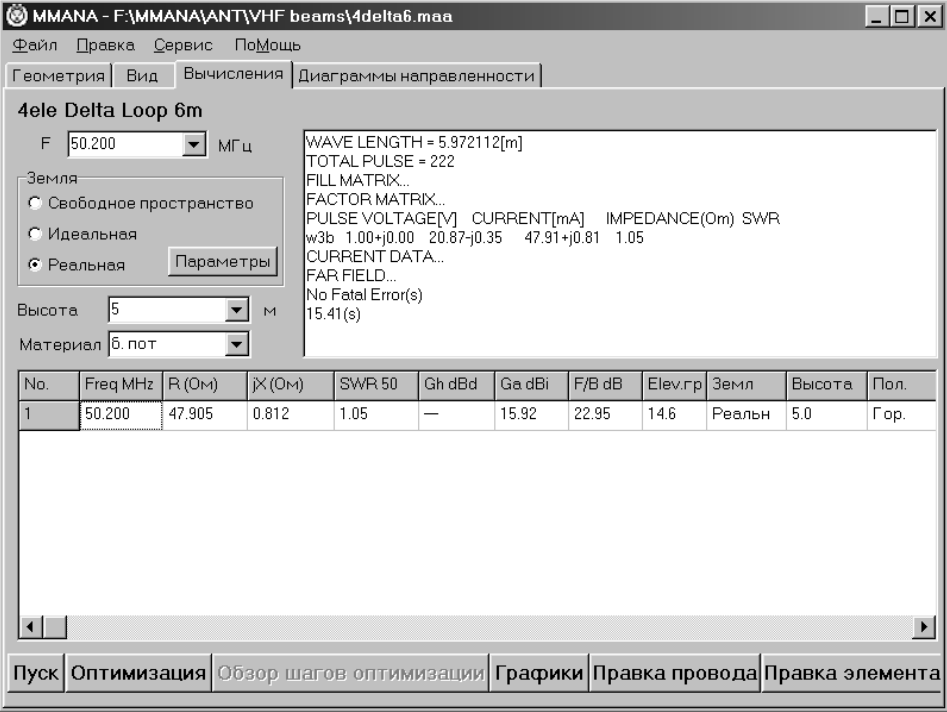 MMANA - F:\MMANA\ANT\VHF beams\4delta6.maa
Файл Правка Сервис ПоМощь
Геометрия Вид Вычисления Диаграммы направленности
4ele Delta Loop 6m
F 50.200 МГц
Земля
Свободное пространство
Идеальная
Реальная Параметры
Высота 5 м
Материал б. пот
WAVE LENGTH = 5.972112[m]
TOTAL PULSE = 222
FILL MATRIX...
FACTOR MATRIX...
PULSE VOLTAGE[V] CURRENT[mA] IMPEDANCE(Om) SWR
w3b 1.00+j0.00 20.87-j0.35 47.91+j0.81 1.05
CURRENT DATA...
FAR FIELD...
No Fatal Error(s)
15.41(s)
No. Freq MHz R (Ом) jX (Ом) SWR 50 Gh dBd Ga dBi F/B dB Elev.гр Земл Высота Пол.
1 50.200 47.905 0.812 1.05 — 15.92 22.95 14.6 Реальн 5.0 Гор.
Пуск Оптимизация Обзор шагов оптимизации Графики Правка провода Правка элемента